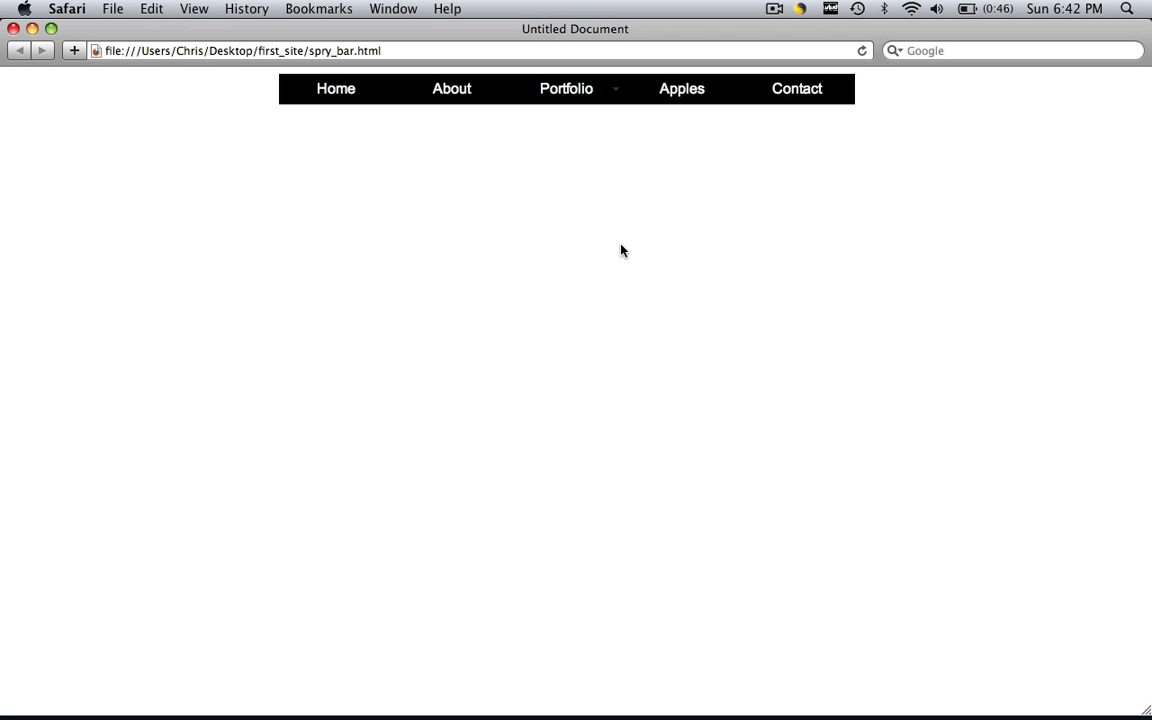 Safari File Edit View History Bookmarks Window Help (0:46) Sun 6:42 PM
Untitled Document
file:///Users/Chris/Desktop/first_site/spry_bar.html Google
Home About Portfolio Apples Contact